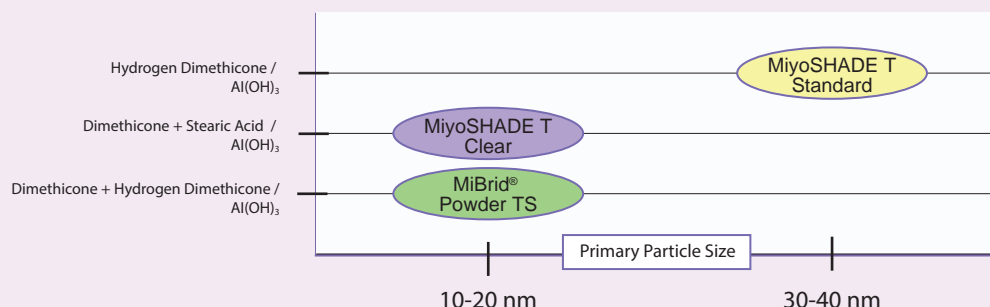 Hydrogen Dimethicone /
Al(OH)₃
MiyoSHADE T
Standard
Dimethicone + Stearic Acid /
Al(OH)₃
MiyoSHADE T
Clear
Dimethicone + Hydrogen Dimethicone /
Al(OH)₃
MiBrid®
Powder TS
Primary Particle Size
10-20 nm
30-40 nm